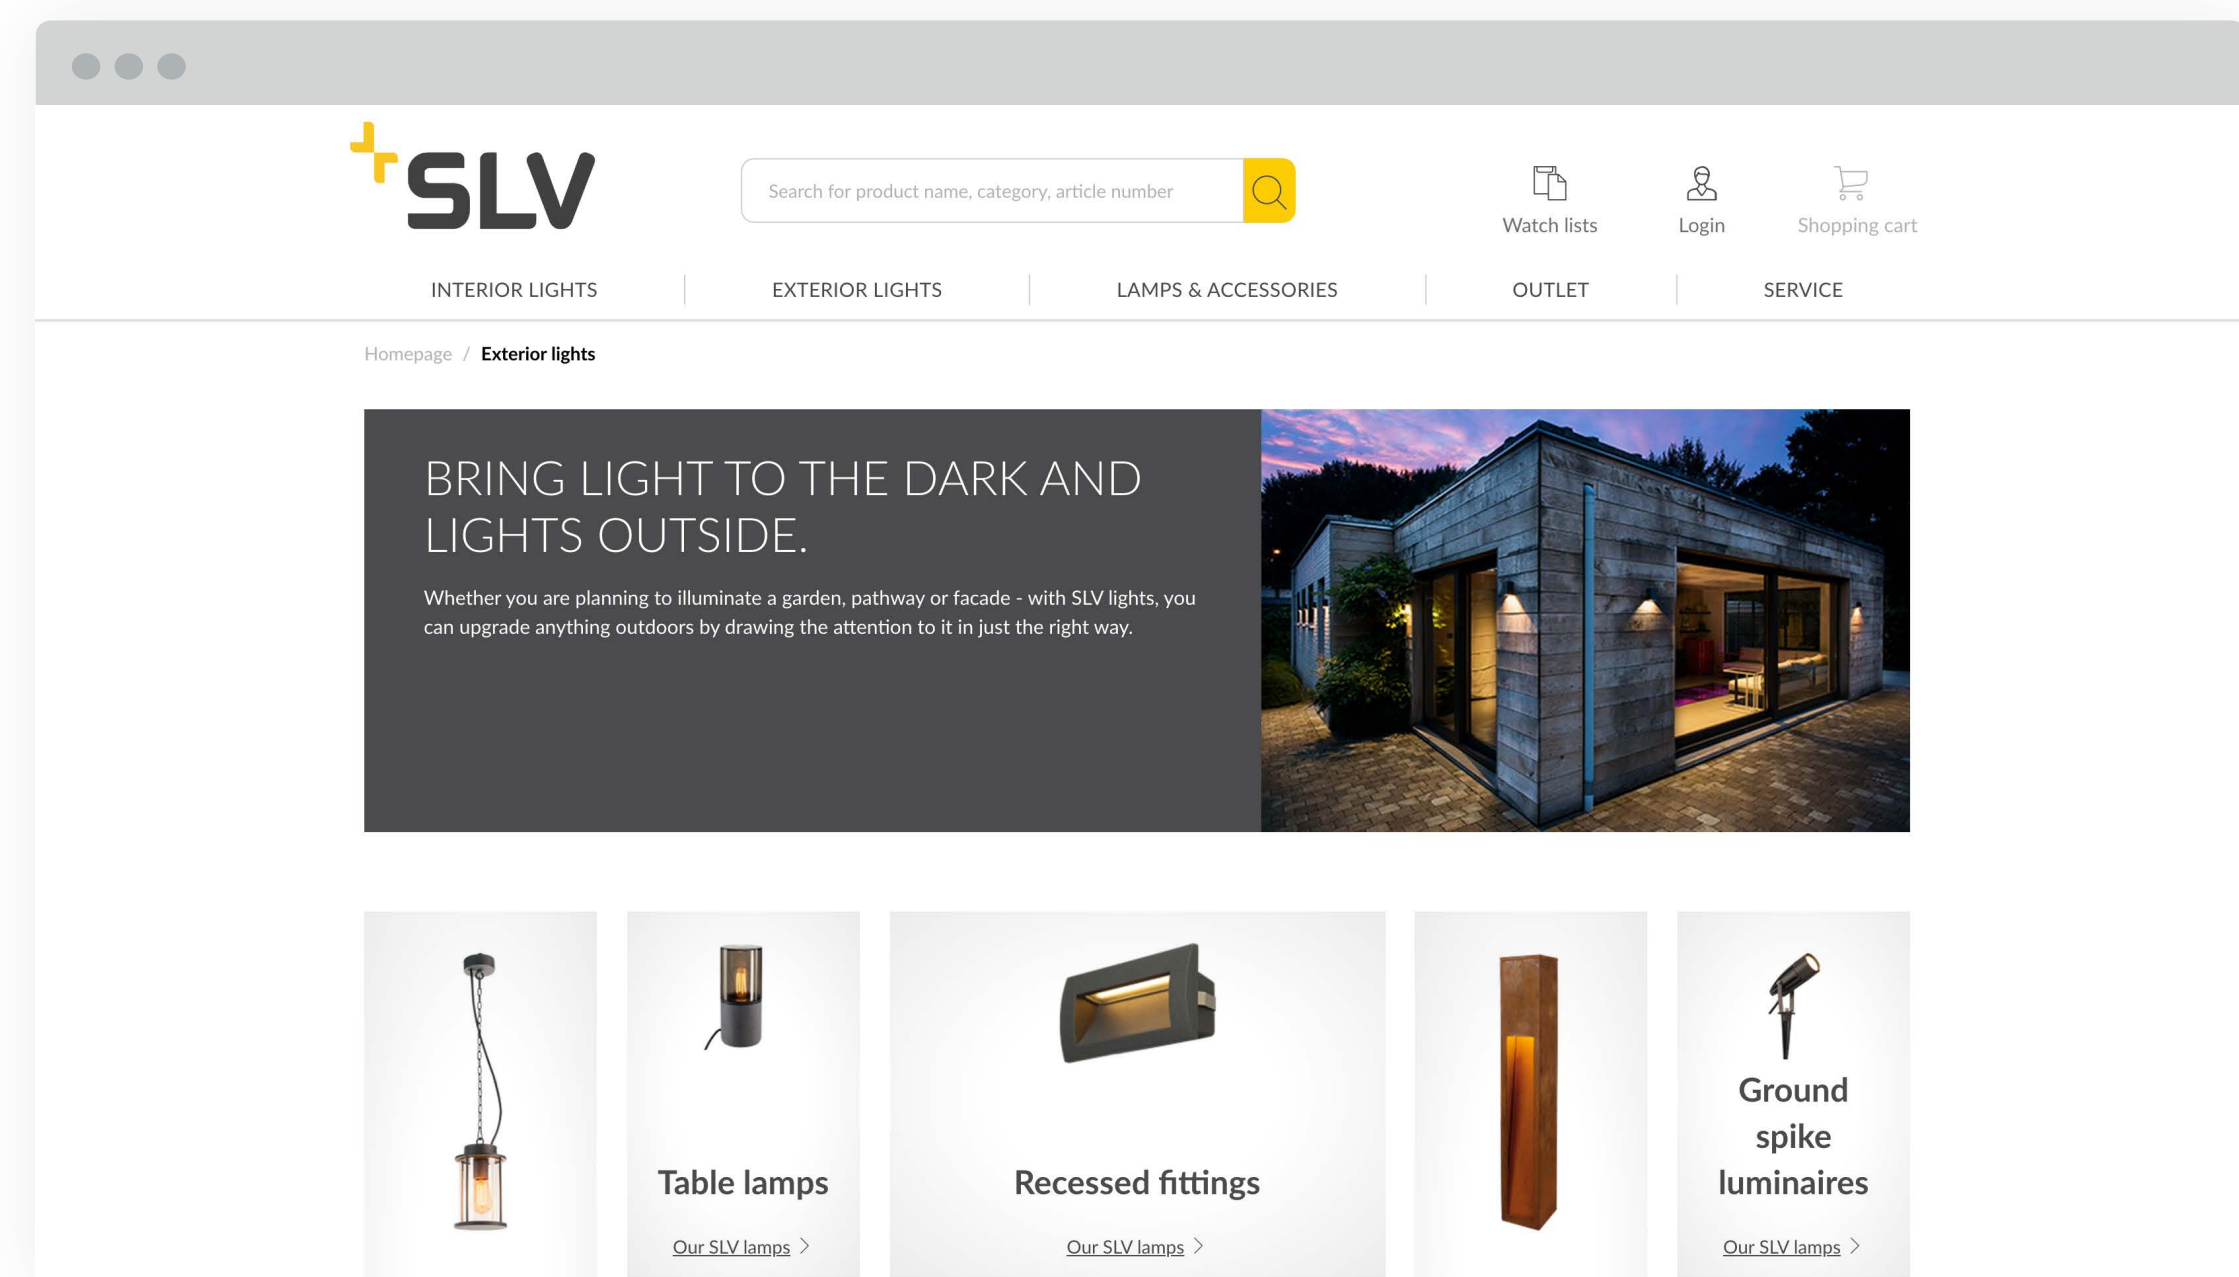 SLV
Search for product name, category, article number
Watch lists
Login
Shopping cart
INTERIOR LIGHTS
EXTERIOR LIGHTS
LAMPS & ACCESSORIES
OUTLET
SERVICE
Homepage / Exterior lights
BRING LIGHT TO THE DARK AND
LIGHTS OUTSIDE.
Whether you are planning to illuminate a garden, pathway or facade - with SLV lights, you
can upgrade anything outdoors by drawing the attention to it in just the right way.
Table lamps
Our SLV lamps
Recessed fittings
Our SLV lamps
Ground
spike
luminaires
Our SLV lamps